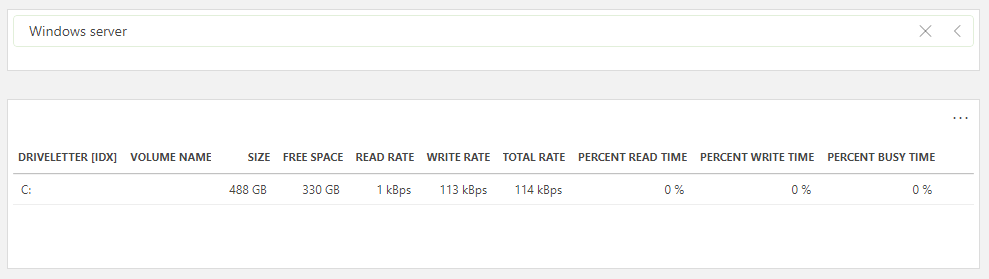 Windows server
...
DRIVELETTER [IDX] VOLUME NAME SIZE FREE SPACE READ RATE WRITE RATE TOTAL RATE PERCENT READ TIME PERCENT WRITE TIME PERCENT BUSY TIME
C: 488 GB 330 GB 1 kBps 113 kBps 114 kBps 0 % 0 % 0 %